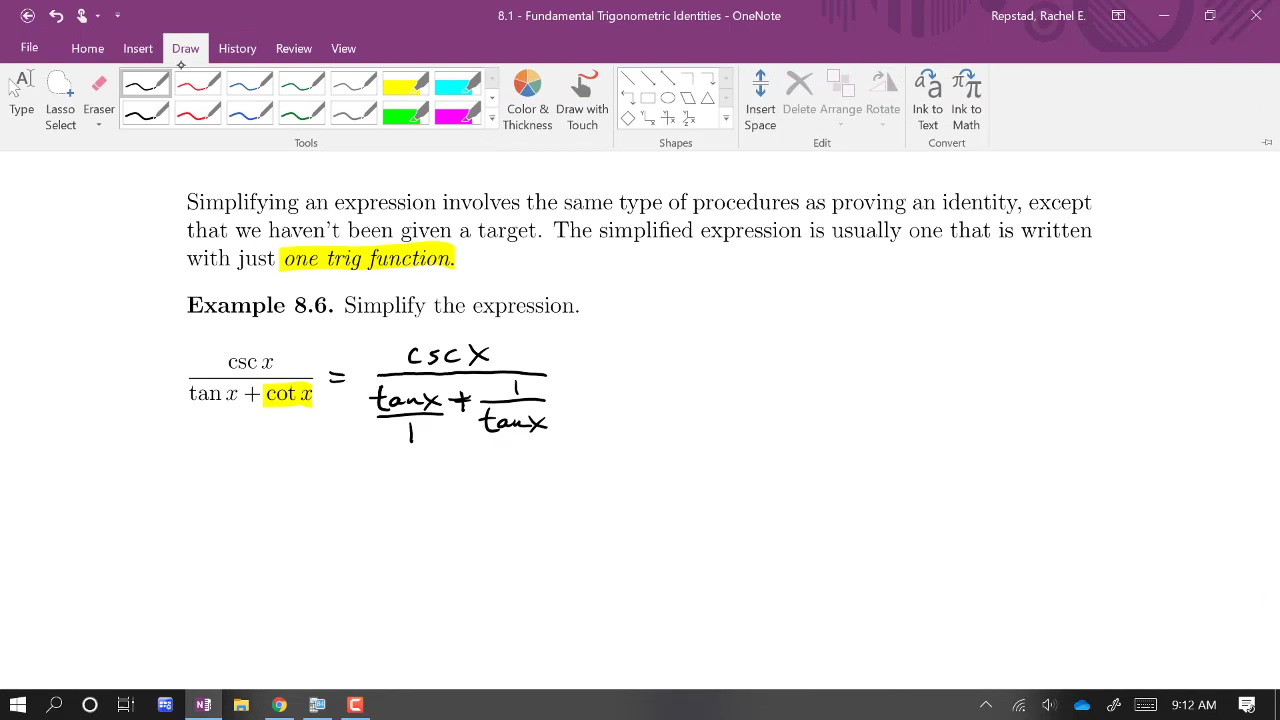 8.1 - Fundamental Trigonometric Identities - OneNote
Repstad, Rachel E.
File Home Insert Draw History Review View
Type Lasso Select Eraser Color & Thickness Draw with Touch Insert Space Delete Arrange Rotate Ink to Text Ink to Math
Tools Shapes Edit Convert
Simplifying an expression involves the same type of procedures as proving an identity, except
that we haven't been given a target. The simplified expression is usually one that is written
with just one trig function.
Example 8.6. Simplify the expression.
csc x / (tan x + cot x) = csc x / (tan x / 1 + 1 / tan x)
9:12 AM